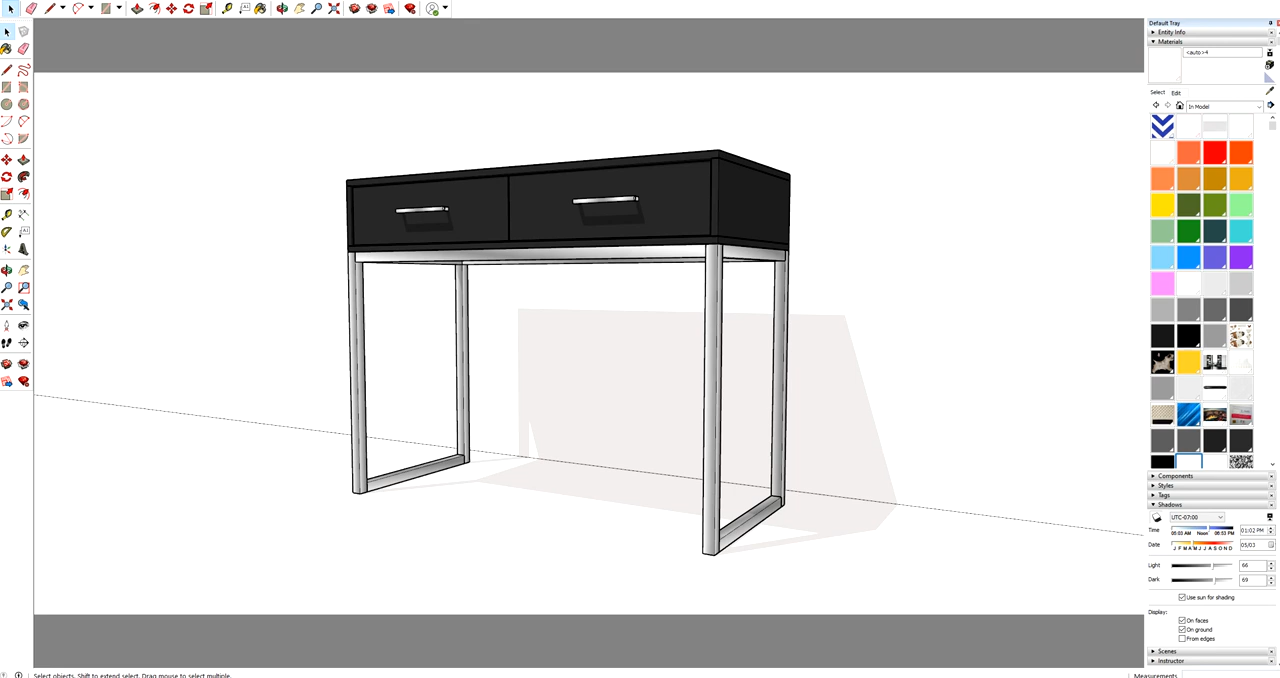 Default Tray
Entity Info
Materials
<auto>4
Select Edit
In Model
Components
Styles
Tags
Shadows
UTC-07:00
Time 05:03 AM Noon 06:53 PM 01:02 PM
Date J F M A M J J A S O N D 05/03
Light 66
Dark 69
Use sun for shading
Display:
On faces
On ground
From edges
Scenes
Instructor
Select objects. Shift to extend select. Drag mouse to select multiple.
Measurements